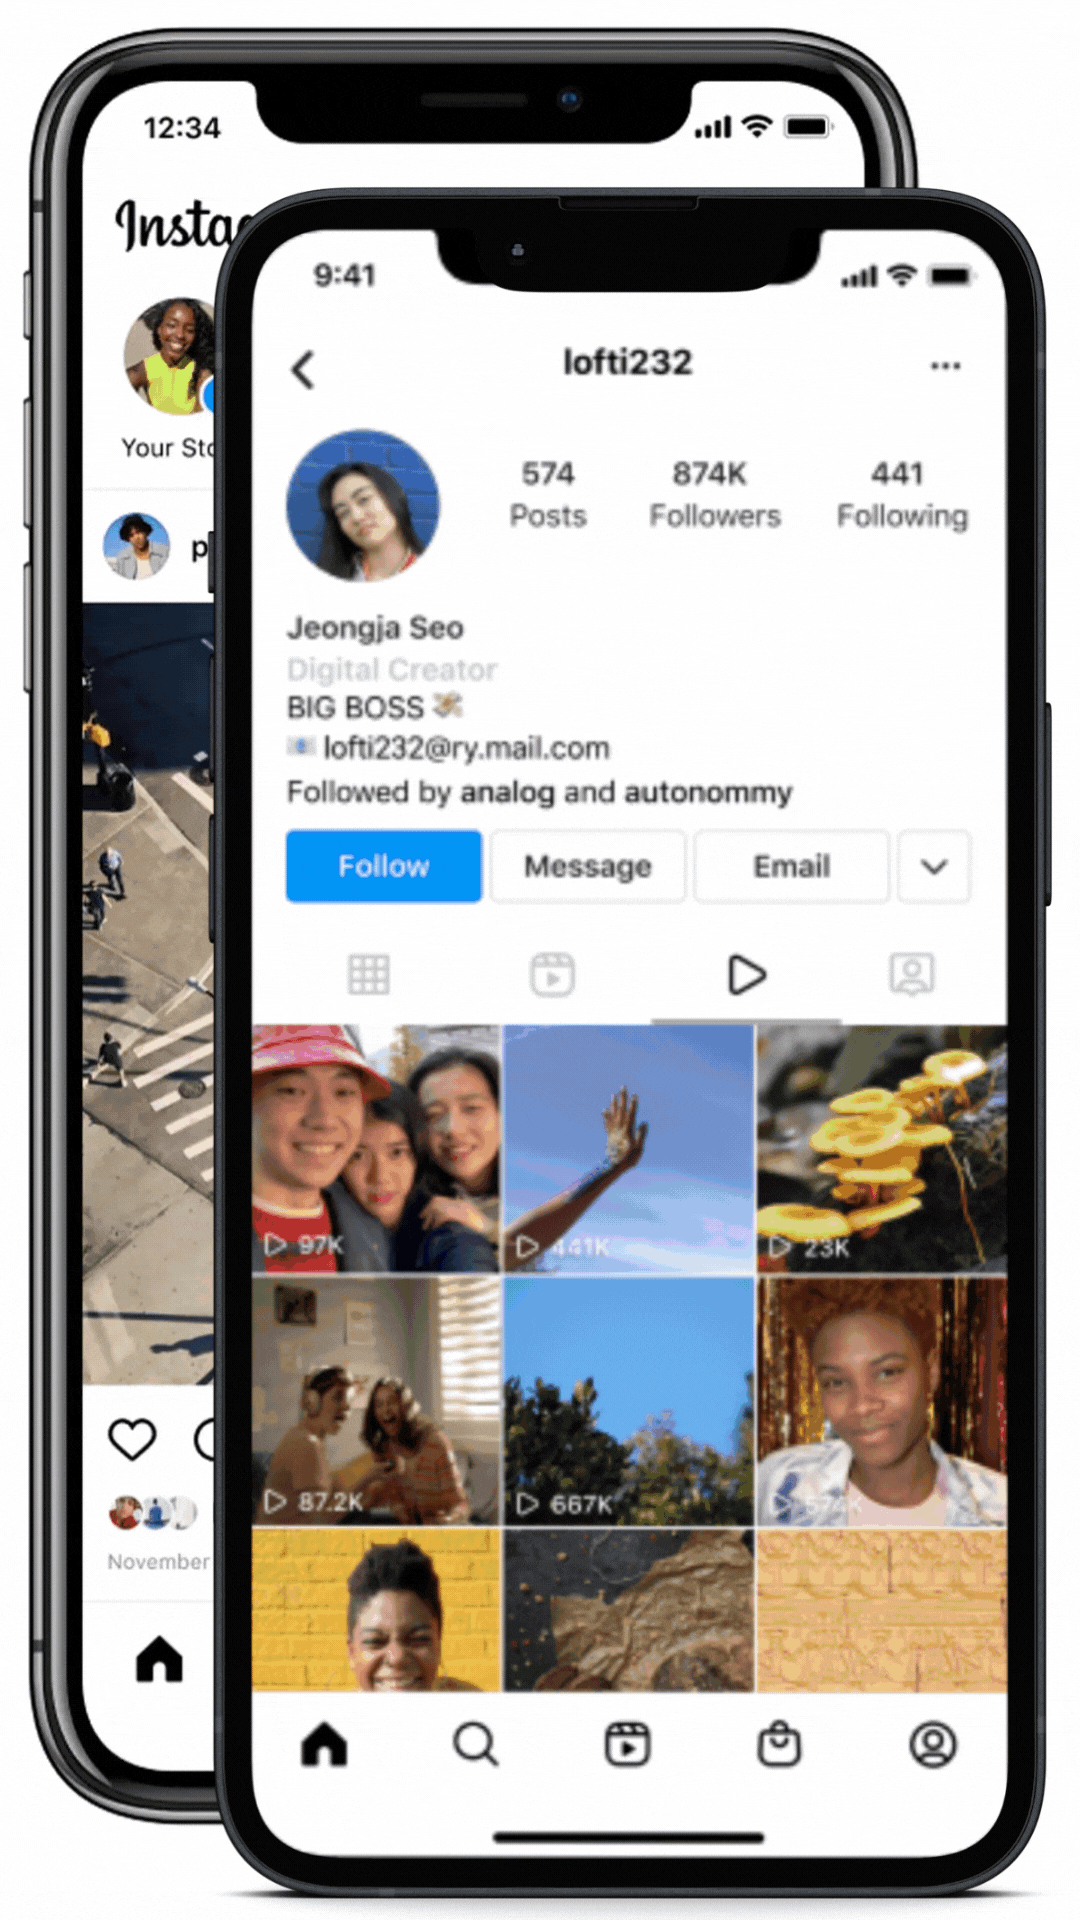 12:34
Insta
Your Sto
p
November
9:41
lofti232
574 874K 441
Posts Followers Following
Jeongja Seo
Digital Creator
BIG BOSS
lofti232@ry.mail.com
Followed by analog and autonommy
Follow Message Email
97K 441K 23K
87.2K 667K 574K